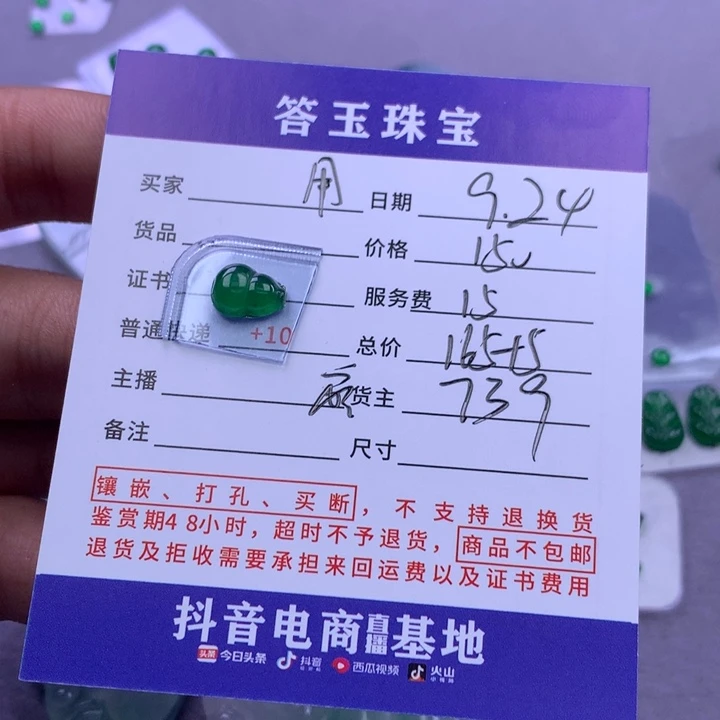 答玉珠宝
买家 用 日期 9.24
货品 价格 150
证书 服务费 15
普通快递 +10 总价 165+5
主播 货主 739
备注 尺寸
镶嵌、打孔、买断，不支持退换货
鉴赏期48小时，超时不予退货，商品不包邮
退货及拒收需要承担来回运费以及证书费用
抖音电商直播基地
头条 今日头条 抖音 西瓜视频 火山